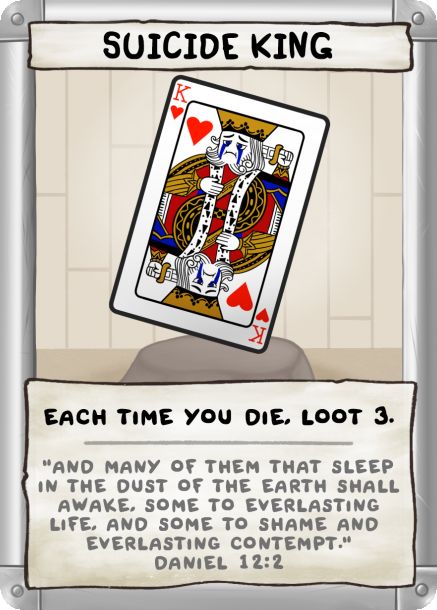 SUICIDE KING
K
K
EACH TIME YOU DIE, LOOT 3.
"AND MANY OF THEM THAT SLEEP
IN THE DUST OF THE EARTH SHALL
AWAKE, SOME TO EVERLASTING
LIFE, AND SOME TO SHAME AND
EVERLASTING CONTEMPT."
DANIEL 12:2